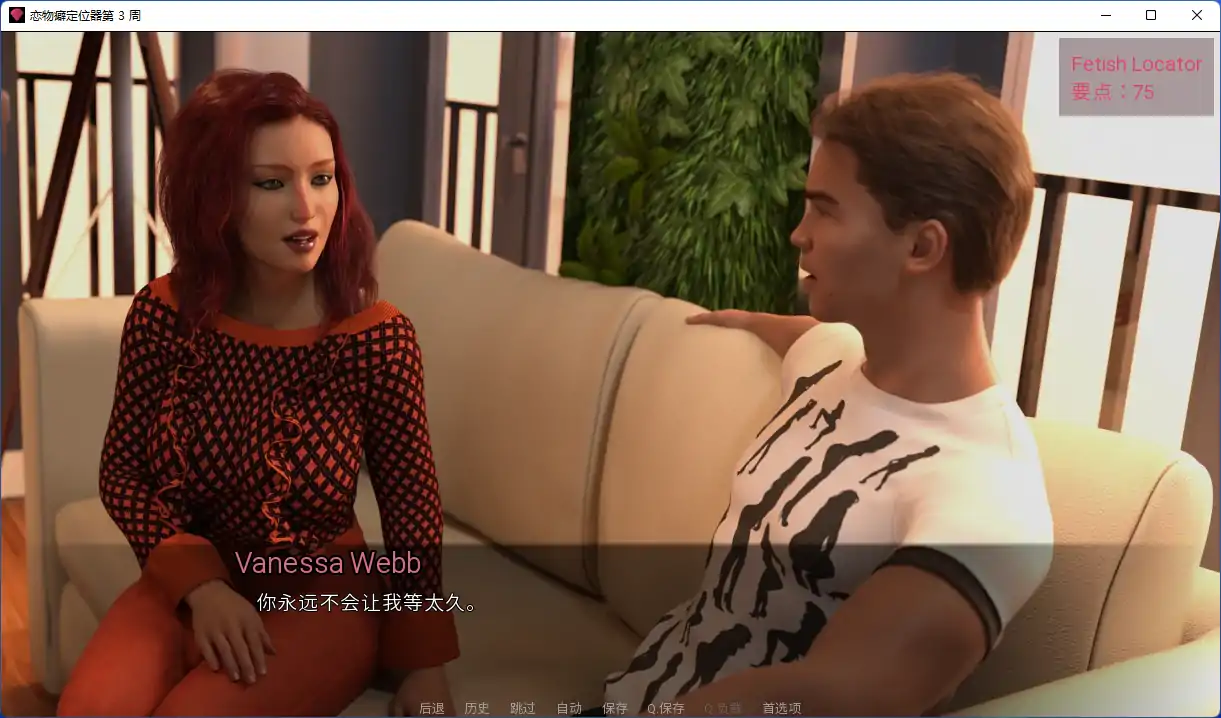 恋物癖定位器第 3 周
Fetish Locator
要点：75
Vanessa Webb
你永远不会让我等太久。
后退 历史 跳过 自动 保存 Q.保存 Q.负载 首选项